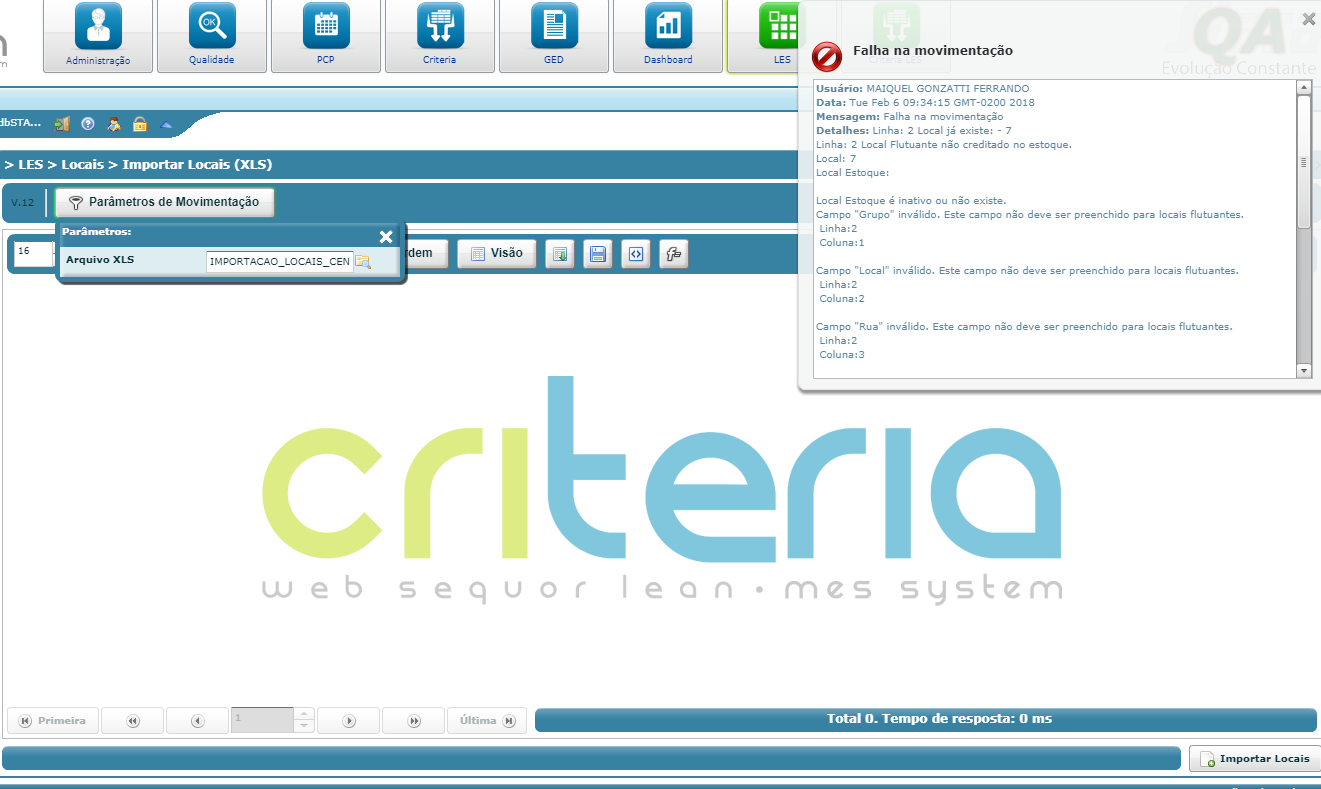 Administração
Qualidade
PCP
Criteria
GED
Dashboard
LES
Criteria LES
QA
Evolução Constante
Falha na movimentação
Usuário: MAIQUEL GONZATTI FERRANDO
Data: Tue Feb 6 09:34:15 GMT-0200 2018
Mensagem: Falha na movimentação
Detalhes: Linha: 2 Local já existe: - 7
Linha: 2 Local Flutuante não creditado no estoque.
Local: 7
Local Estoque:
Local Estoque é inativo ou não existe.
Campo "Grupo" inválido. Este campo não deve ser preenchido para locais flutuantes.
Linha:2
Coluna:1
Campo "Local" inválido. Este campo não deve ser preenchido para locais flutuantes.
Linha:2
Coluna:2
Campo "Rua" inválido. Este campo não deve ser preenchido para locais flutuantes.
Linha:2
Coluna:3
dbSTA...
> LES > Locais > Importar Locais (XLS)
V.12
Parâmetros de Movimentação
Parâmetros:
Arquivo XLS
IMPORTACAO_LOCAIS_CEN
16
rdem
Visão
criteria
web sequor lean • mes system
Primeira
1
Última
Total 0. Tempo de resposta: 0 ms
Importar Locais